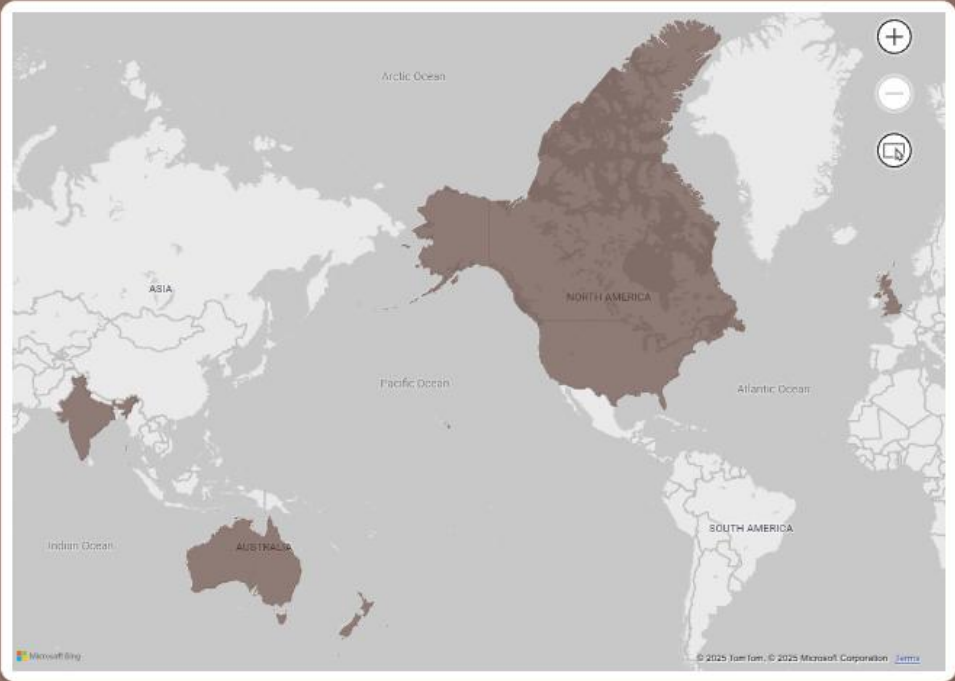 Arctic Ocean
ASIA
NORTH AMERICA
Pacific Ocean
Atlantic Ocean
SOUTH AMERICA
Indian Ocean
AUSTRALIA
Microsoft Bing
© 2025 TomTom, © 2025 Microsoft Corporation Terms